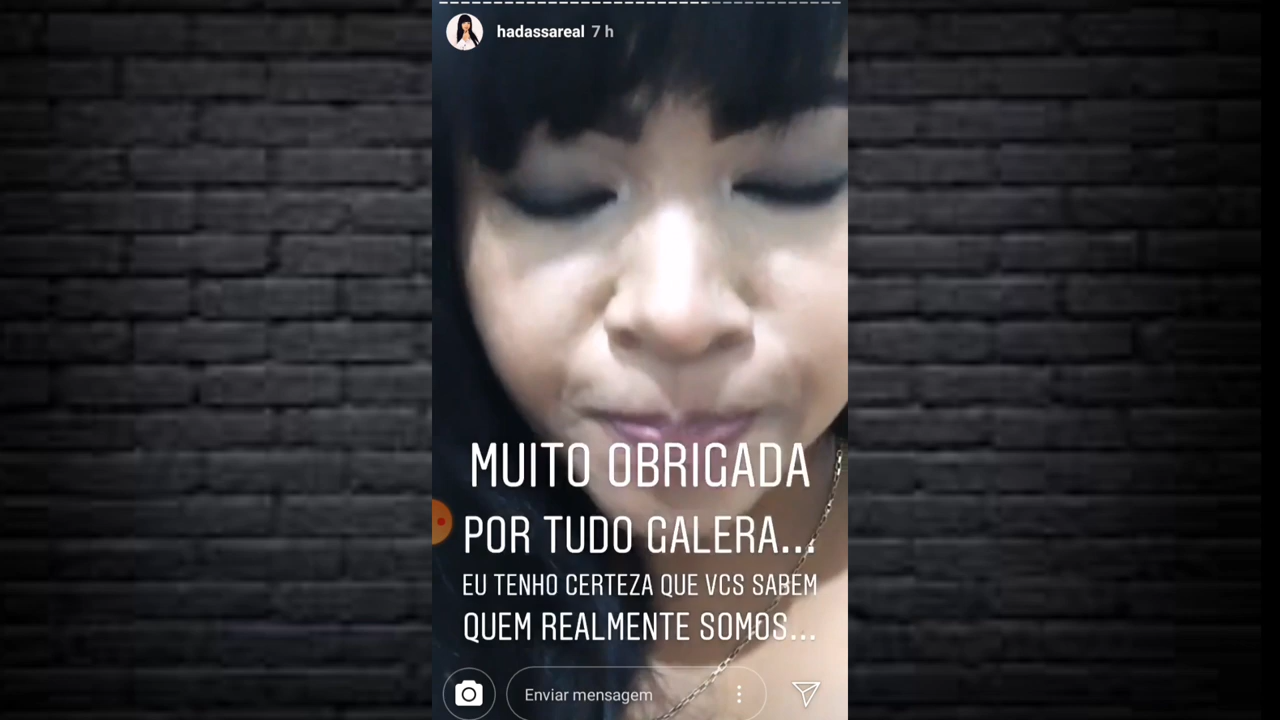 hadassareal 7 h
MUITO OBRIGADA
POR TUDO GALERA...
EU TENHO CERTEZA QUE VCS SABEM
QUEM REALMENTE SOMOS...
Enviar mensagem